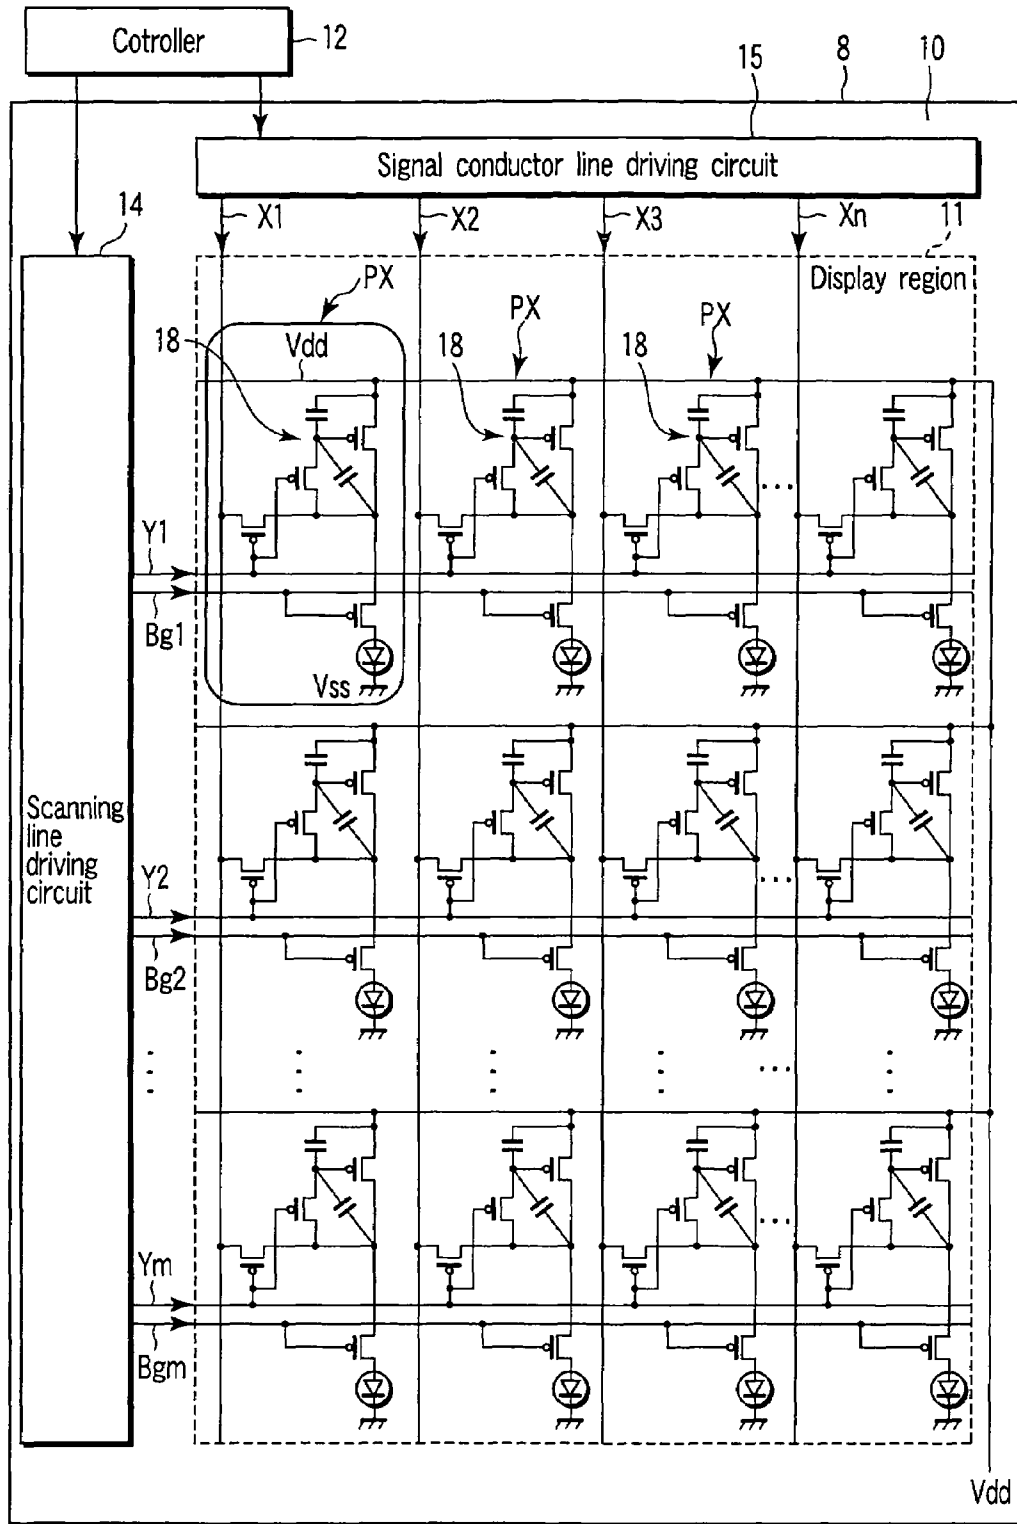 Cotroller
12
8
10
15
Signal conductor line driving circuit
14
X1
X2
X3
Xn
11
Display region
PX
PX
PX
18
Vdd
18
18
...
Y1
Bg1
Vss
Scanning
line
driving
circuit
Y2
...
Bg2
...
Ym
...
Bgm
Vdd